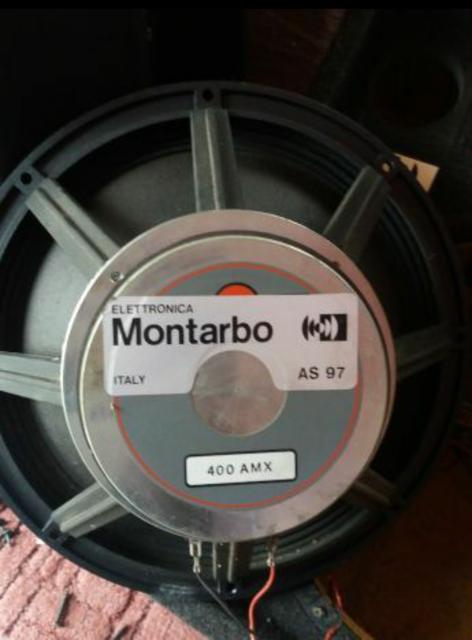 ELETTRONICA
Montarbo
ITALY
AS 97
400 AMX